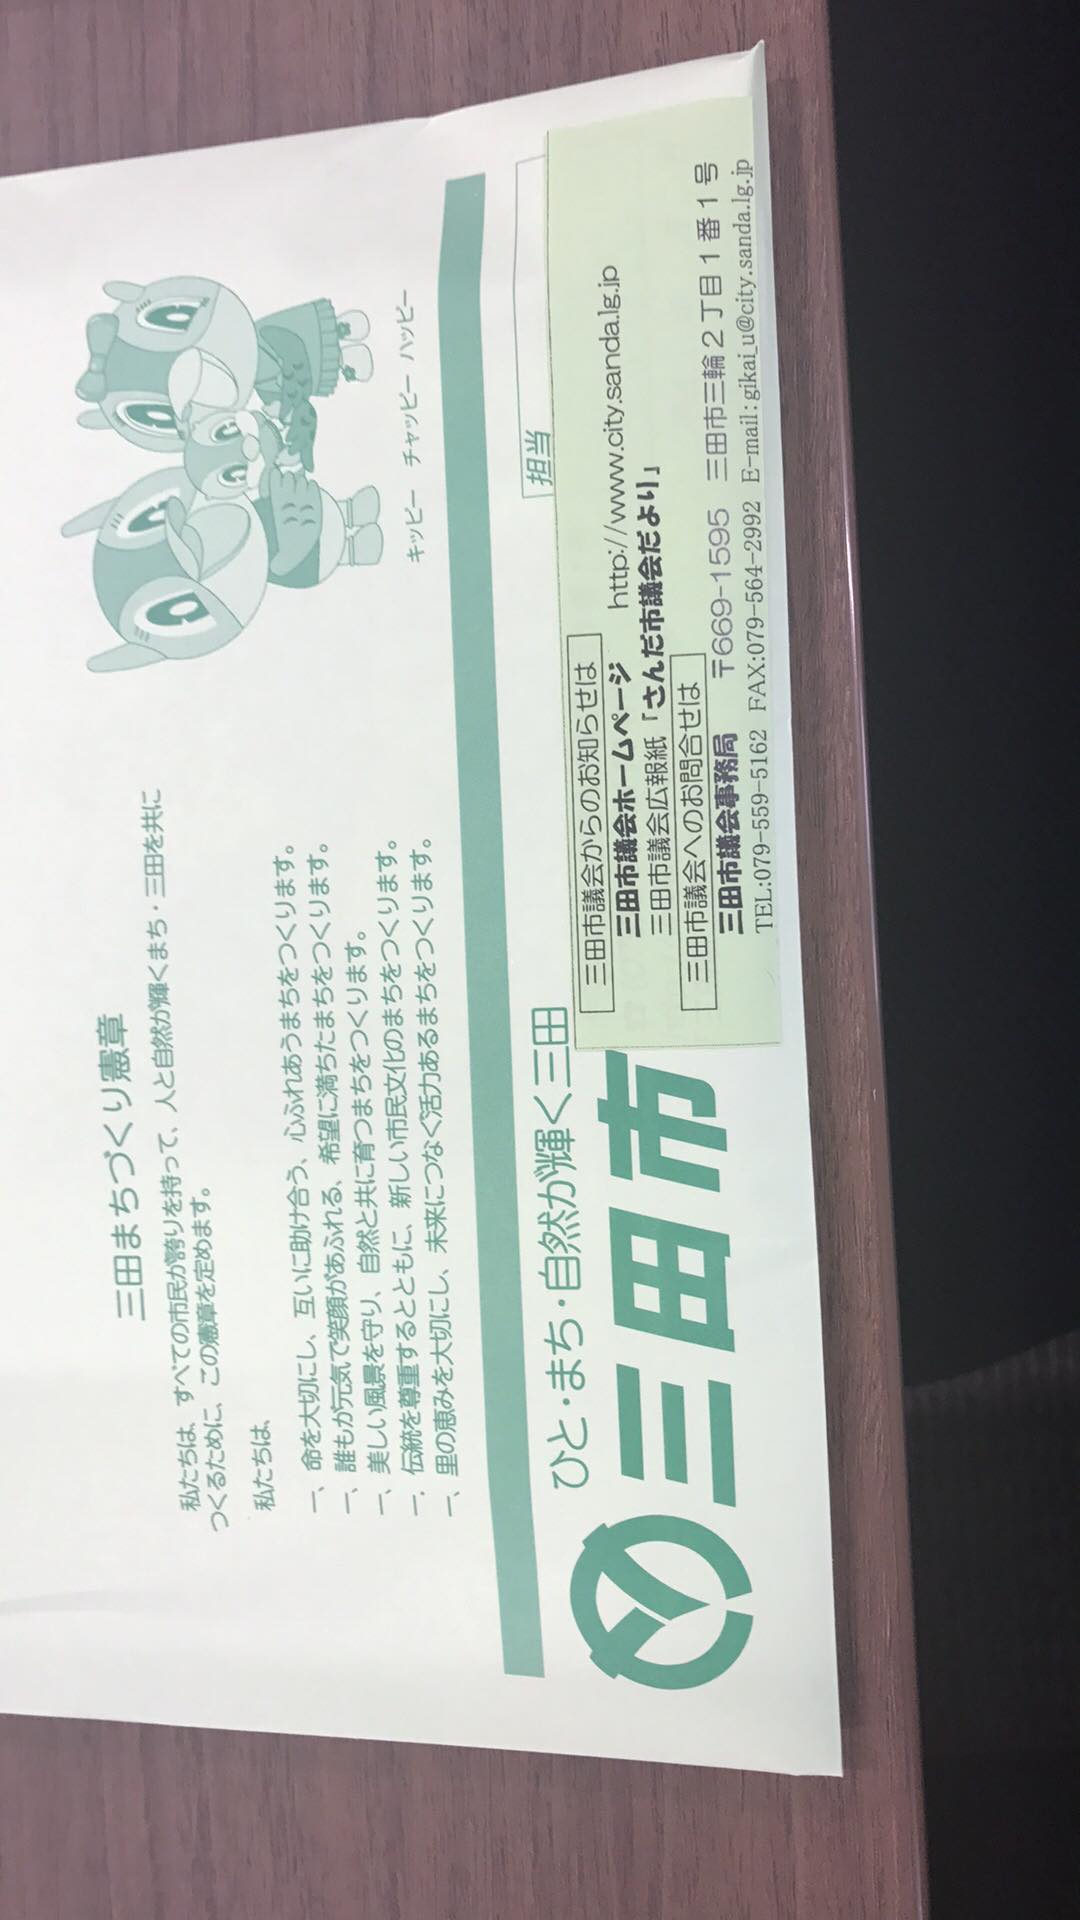 三田まちづくり憲章
私たちは、すべての市民が誇りを持って、人と自然が輝くまち・三田を共に
つくるために、この憲章を定めます。
私たちは、
一、命を大切にし、互いに助け合う、心ふれあうまちをつくります。
一、誰もが元気で笑顔があふれる、希望に満ちたまちをつくります。
一、美しい風景を守り、自然と共に育つまちをつくります。
一、伝統を尊重するとともに、新しい市民文化のまちをつくります。
一、里の恵みを大切にし、未来につなぐ活力あるまちをつくります。
キッピー チャッピー ハッピー
ひと・まち・自然が輝く三田
三田市
担当
三田市議会からのお知らせは
三田市議会ホームページ http://www.city.sanda.lg.jp
三田市議会広報紙「さんだ市議会だより」
三田市議会へのお問合せは
三田市議会事務局 〒669-1595 三田市三輪2丁目1番1号
TEL:079-559-5162 FAX:079-564-2992 E-mail:gikai_u@city.sanda.lg.jp